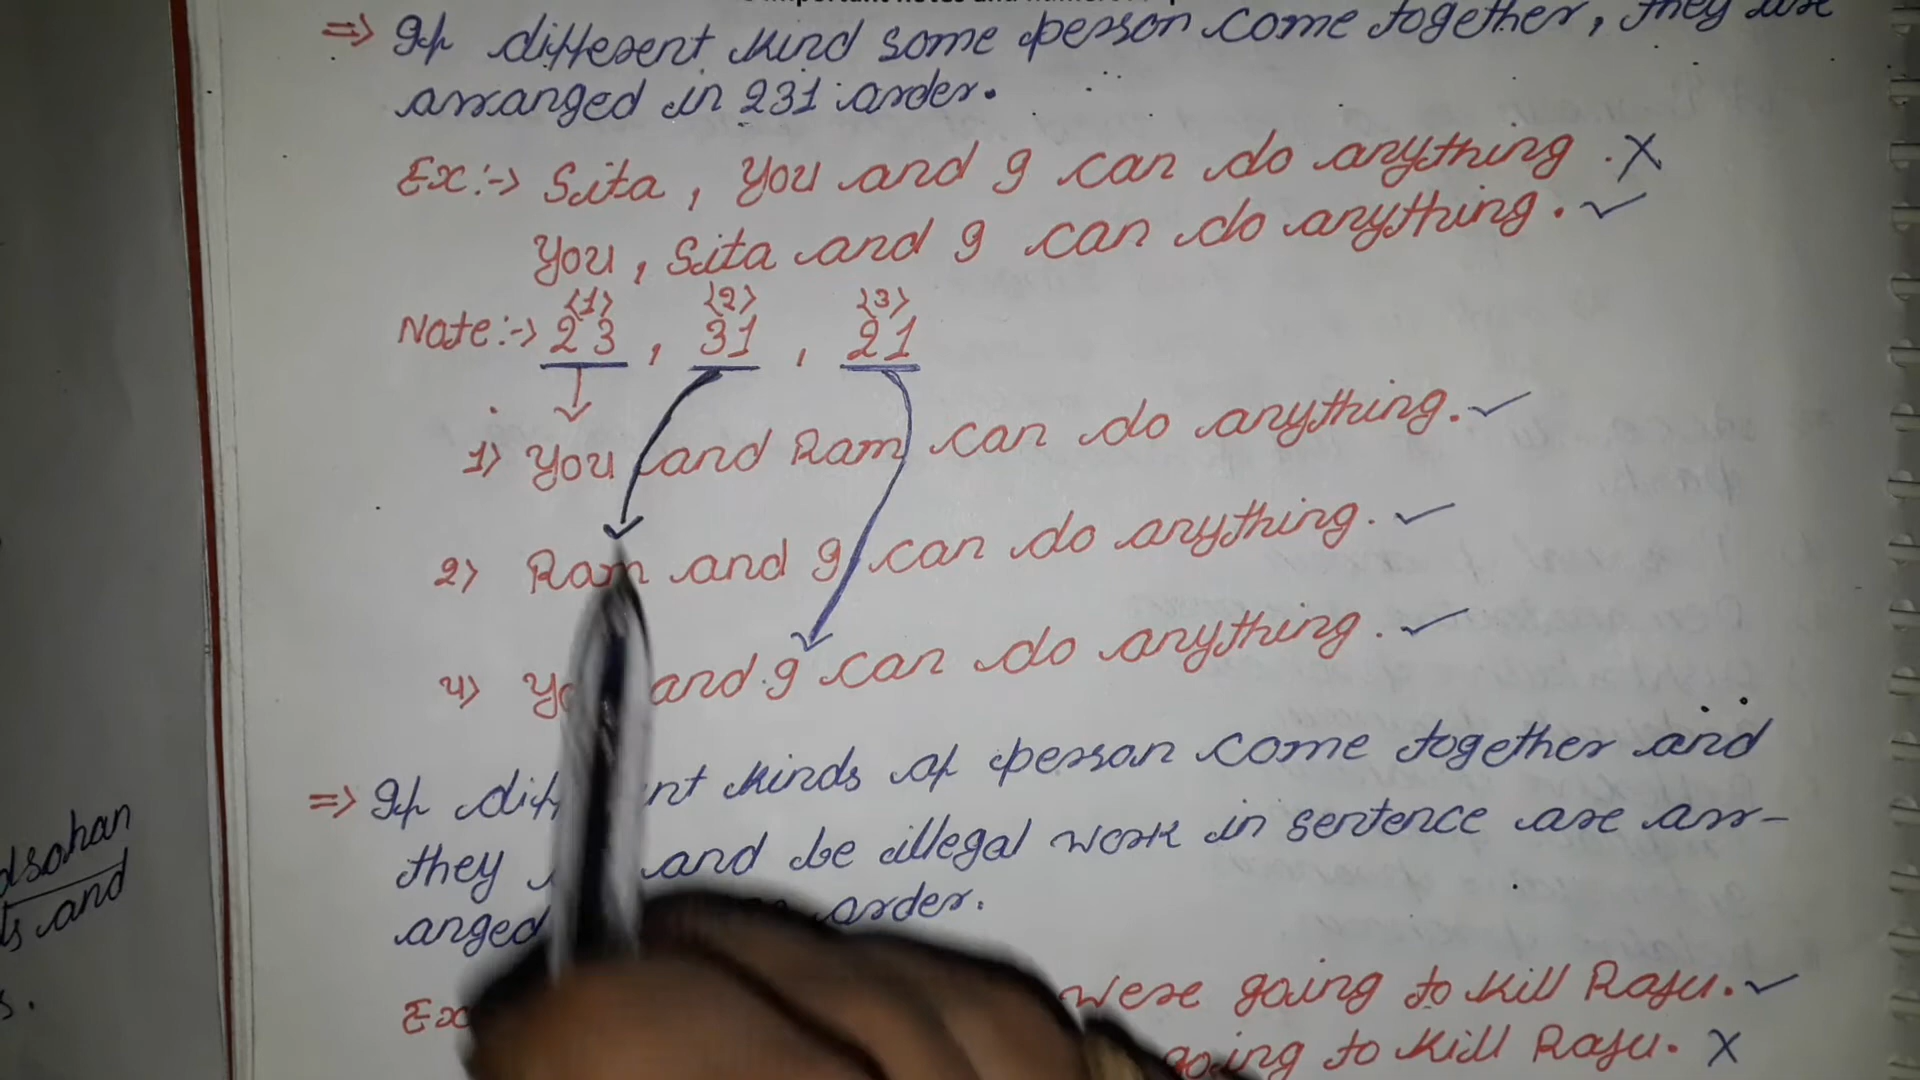 important notes and
=> If different kind some person come together, they are
arranged in 231 order.
Ex:-> Sita, You and I can do anything. X
You, Sita and I can do anything. ✓
<1> <2> <3>
Note:-> 23, 31, 21
1> You and Ram can do anything. ✓
2> Ram and I can do anything. ✓
4> and I can do anything. ✓
=> If kinds of person come together and
they and be illegal work in sentence are arr-
anged order.
Ex were going to kill Raju. ✓
going to kill Raju. X
and